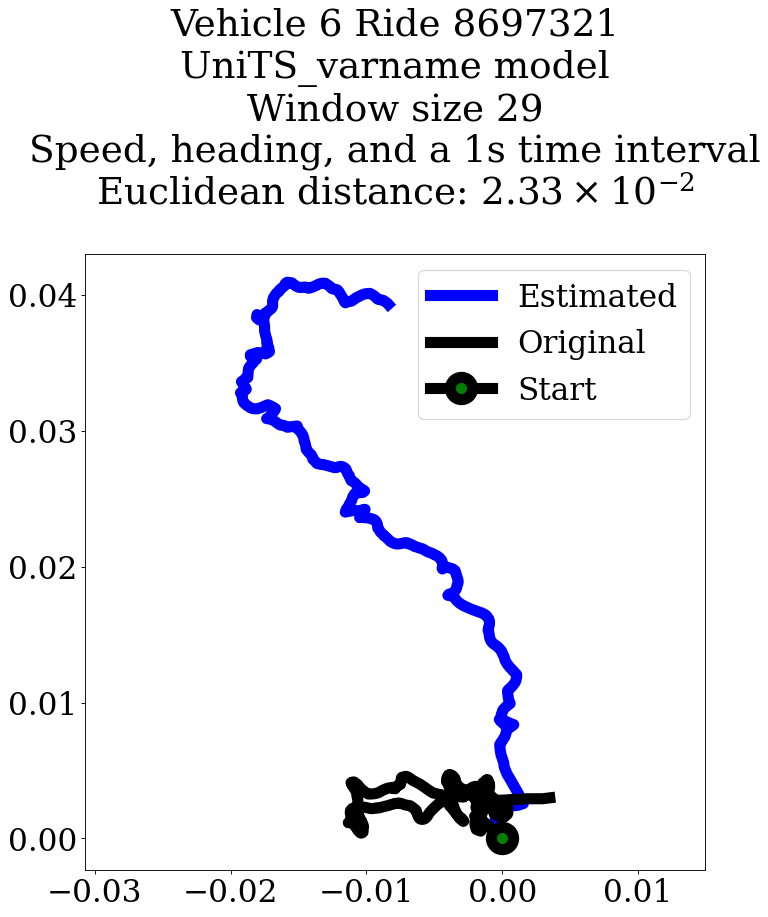 Vehicle 6 Ride 8697321
UniTS_varname model
Window size 29
Speed, heading, and a 1s time interval
Euclidean distance: 2.33 × 10⁻²
Estimated
Original
Start
0.04
0.03
0.02
0.01
0.00
−0.03 −0.02 −0.01 0.00 0.01